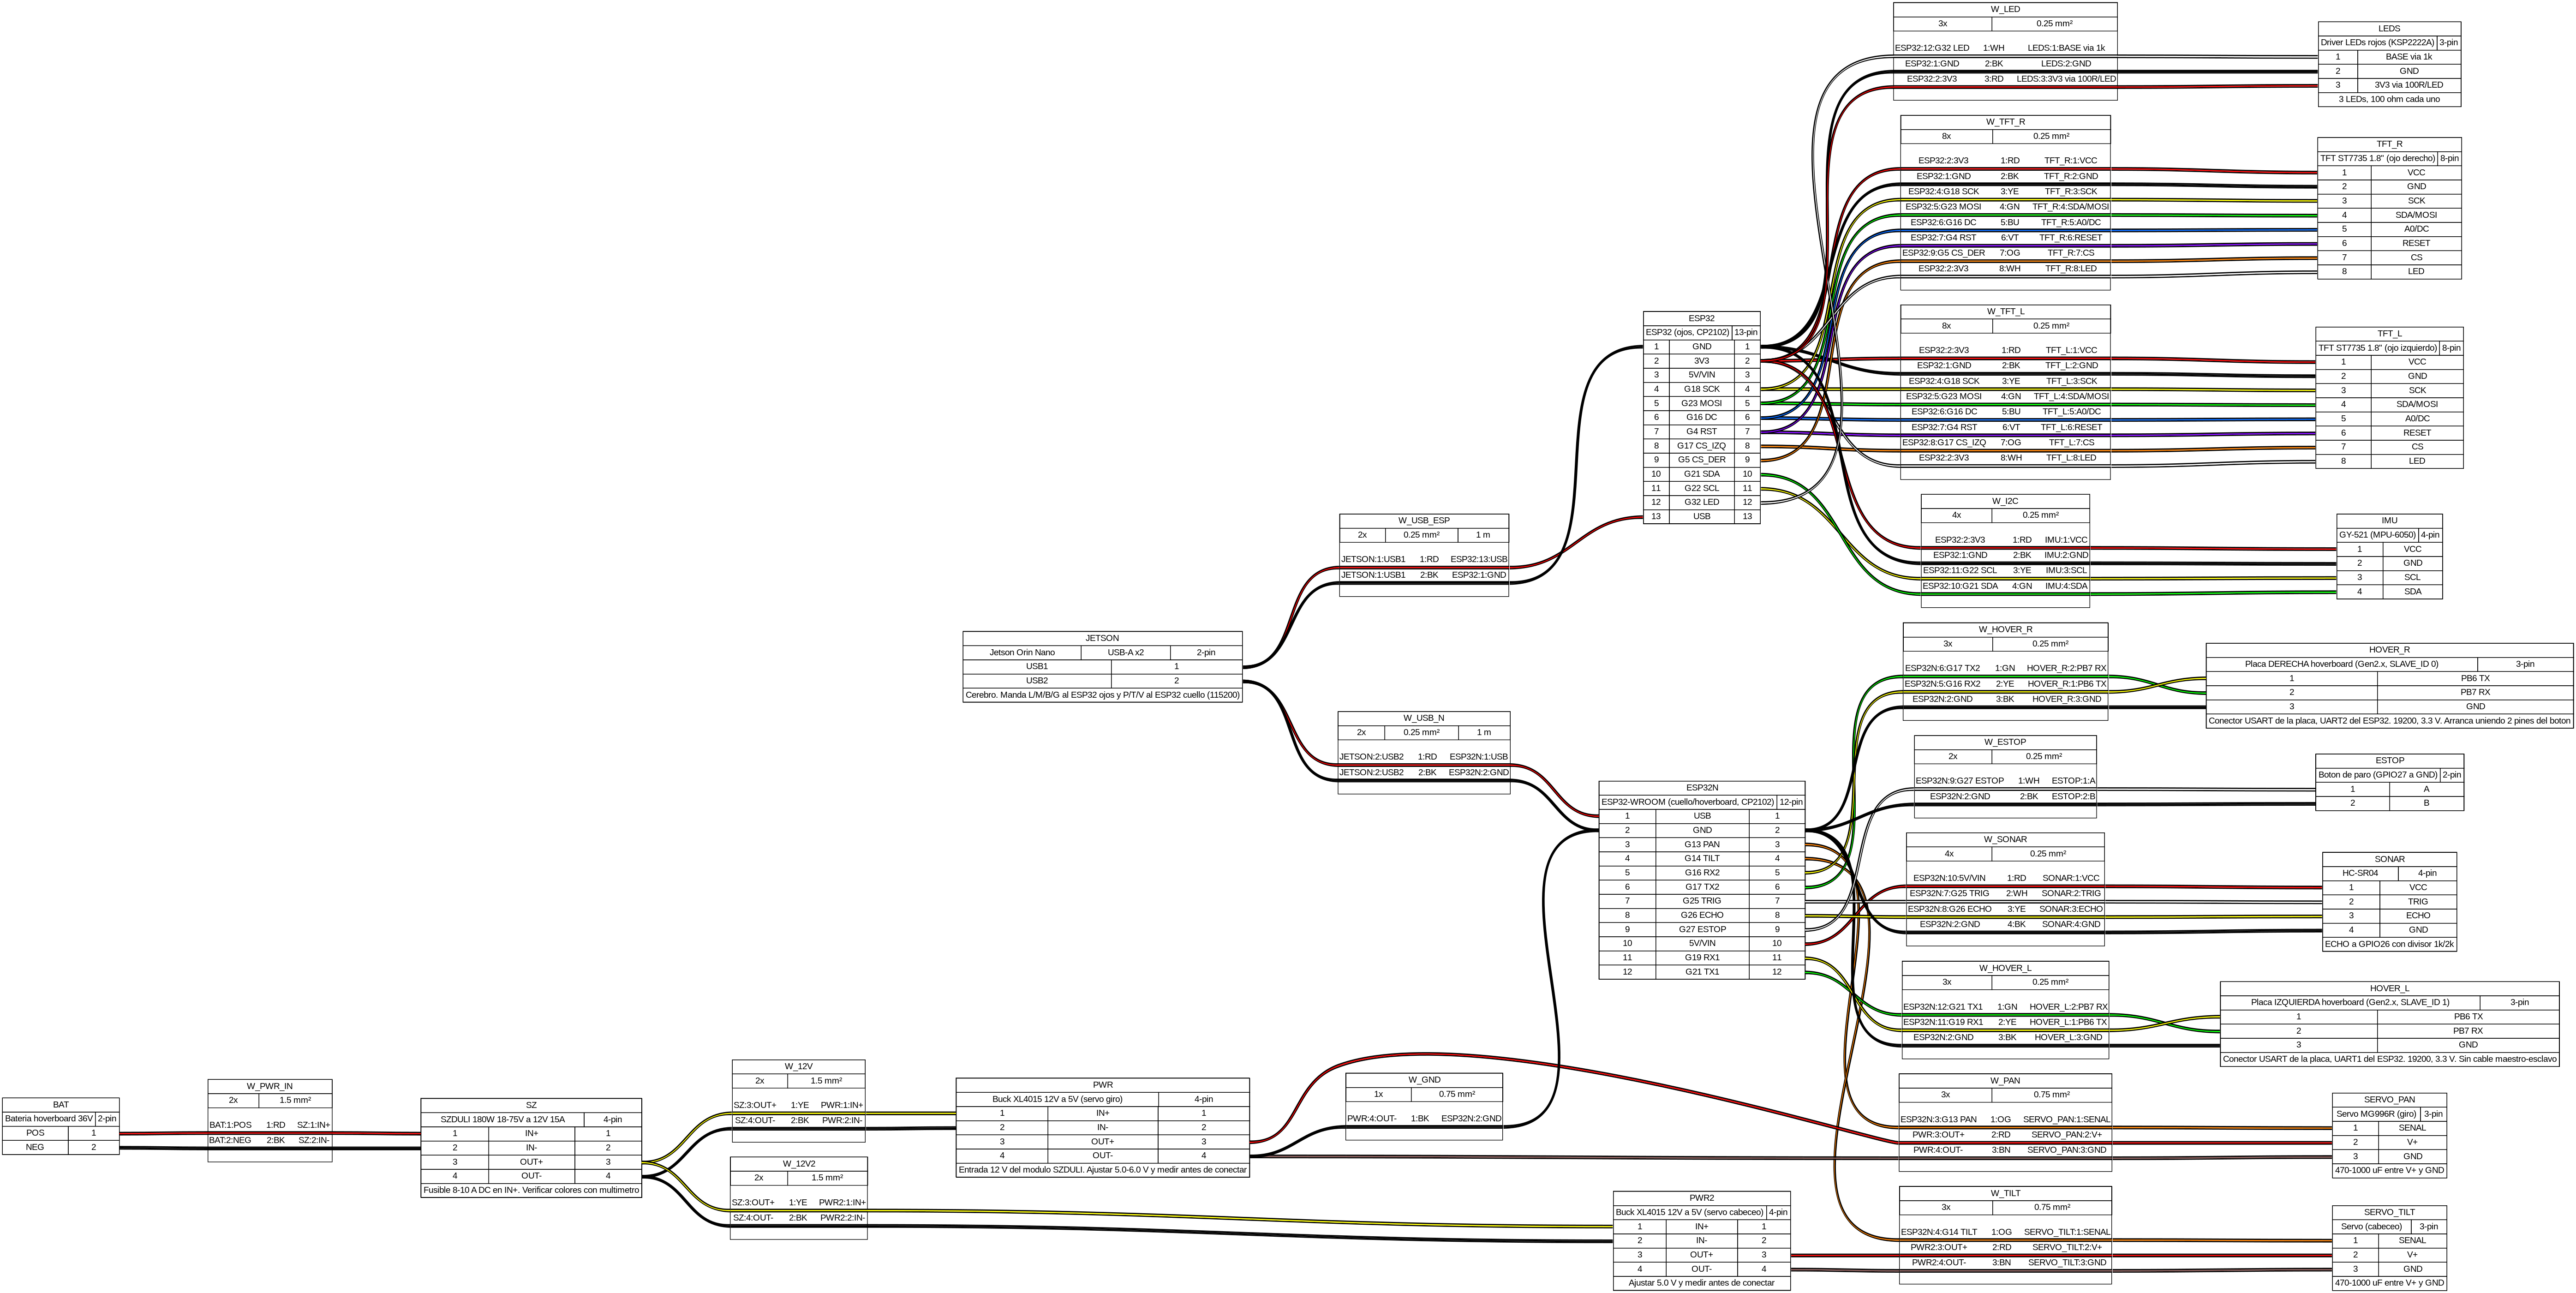 W_LED
3x 0.25 mm²
ESP32:12:G32 LED 1:WH LEDS:1:BASE via 1k
ESP32:1:GND 2:BK LEDS:2:GND
ESP32:2:3V3 3:RD LEDS:3:3V3 via 100R/LED
LEDS
Driver LEDs rojos (KSP2222A) 3-pin
1 BASE via 1k
2 GND
3 3V3 via 100R/LED
3 LEDs, 100 ohm cada uno
W_TFT_R
8x 0.25 mm²
ESP32:2:3V3 1:RD TFT_R:1:VCC
ESP32:1:GND 2:BK TFT_R:2:GND
ESP32:4:G18 SCK 3:YE TFT_R:3:SCK
ESP32:5:G23 MOSI 4:GN TFT_R:4:SDA/MOSI
ESP32:6:G16 DC 5:BU TFT_R:5:A0/DC
ESP32:7:G4 RST 6:VT TFT_R:6:RESET
ESP32:9:G5 CS_DER 7:OG TFT_R:7:CS
ESP32:2:3V3 8:WH TFT_R:8:LED
TFT_R
TFT ST7735 1.8" (ojo derecho) 8-pin
1 VCC
2 GND
3 SCK
4 SDA/MOSI
5 A0/DC
6 RESET
7 CS
8 LED
ESP32
ESP32 (ojos, CP2102) 13-pin
1 GND 1
2 3V3 2
3 5V/VIN 3
4 G18 SCK 4
5 G23 MOSI 5
6 G16 DC 6
7 G4 RST 7
8 G17 CS_IZQ 8
9 G5 CS_DER 9
10 G21 SDA 10
11 G22 SCL 11
12 G32 LED 12
13 USB 13
W_TFT_L
8x 0.25 mm²
ESP32:2:3V3 1:RD TFT_L:1:VCC
ESP32:1:GND 2:BK TFT_L:2:GND
ESP32:4:G18 SCK 3:YE TFT_L:3:SCK
ESP32:5:G23 MOSI 4:GN TFT_L:4:SDA/MOSI
ESP32:6:G16 DC 5:BU TFT_L:5:A0/DC
ESP32:7:G4 RST 6:VT TFT_L:6:RESET
ESP32:8:G17 CS_IZQ 7:OG TFT_L:7:CS
ESP32:2:3V3 8:WH TFT_L:8:LED
TFT_L
TFT ST7735 1.8" (ojo izquierdo) 8-pin
1 VCC
2 GND
3 SCK
4 SDA/MOSI
5 A0/DC
6 RESET
7 CS
8 LED
W_I2C
4x 0.25 mm²
ESP32:2:3V3 1:RD IMU:1:VCC
ESP32:1:GND 2:BK IMU:2:GND
ESP32:11:G22 SCL 3:YE IMU:3:SCL
ESP32:10:G21 SDA 4:GN IMU:4:SDA
IMU
GY-521 (MPU-6050) 4-pin
1 VCC
2 GND
3 SCL
4 SDA
W_USB_ESP
2x 0.25 mm² 1 m
JETSON:1:USB1 1:RD ESP32:13:USB
JETSON:1:USB1 2:BK ESP32:1:GND
JETSON
Jetson Orin Nano USB-A x2 2-pin
USB1 1
USB2 2
Cerebro. Manda L/M/B/G al ESP32 ojos y P/T/V al ESP32 cuello (115200)
W_USB_N
2x 0.25 mm² 1 m
JETSON:2:USB2 1:RD ESP32N:1:USB
JETSON:2:USB2 2:BK ESP32N:2:GND
W_HOVER_R
3x 0.25 mm²
ESP32N:6:G17 TX2 1:GN HOVER_R:2:PB7 RX
ESP32N:5:G16 RX2 2:YE HOVER_R:1:PB6 TX
ESP32N:2:GND 3:BK HOVER_R:3:GND
HOVER_R
Placa DERECHA hoverboard (Gen2.x, SLAVE_ID 0) 3-pin
1 PB6 TX
2 PB7 RX
3 GND
Conector USART de la placa, UART2 del ESP32. 19200, 3.3 V. Arranca uniendo 2 pines del boton
W_ESTOP
2x 0.25 mm²
ESP32N:9:G27 ESTOP 1:WH ESTOP:1:A
ESP32N:2:GND 2:BK ESTOP:2:B
ESTOP
Boton de paro (GPIO27 a GND) 2-pin
1 A
2 B
ESP32N
ESP32-WROOM (cuello/hoverboard, CP2102) 12-pin
1 USB 1
2 GND 2
3 G13 PAN 3
4 G14 TILT 4
5 G16 RX2 5
6 G17 TX2 6
7 G25 TRIG 7
8 G26 ECHO 8
9 G27 ESTOP 9
10 5V/VIN 10
11 G19 RX1 11
12 G21 TX1 12
W_SONAR
4x 0.25 mm²
ESP32N:10:5V/VIN 1:RD SONAR:1:VCC
ESP32N:7:G25 TRIG 2:WH SONAR:2:TRIG
ESP32N:8:G26 ECHO 3:YE SONAR:3:ECHO
ESP32N:2:GND 4:BK SONAR:4:GND
SONAR
HC-SR04 4-pin
1 VCC
2 TRIG
3 ECHO
4 GND
ECHO a GPIO26 con divisor 1k/2k
W_HOVER_L
3x 0.25 mm²
ESP32N:12:G21 TX1 1:GN HOVER_L:2:PB7 RX
ESP32N:11:G19 RX1 2:YE HOVER_L:1:PB6 TX
ESP32N:2:GND 3:BK HOVER_L:3:GND
HOVER_L
Placa IZQUIERDA hoverboard (Gen2.x, SLAVE_ID 1) 3-pin
1 PB6 TX
2 PB7 RX
3 GND
Conector USART de la placa, UART1 del ESP32. 19200, 3.3 V. Sin cable maestro-esclavo
BAT
Bateria hoverboard 36V 2-pin
POS 1
NEG 2
W_PWR_IN
2x 1.5 mm²
BAT:1:POS 1:RD SZ:1:IN+
BAT:2:NEG 2:BK SZ:2:IN-
SZ
SZDULI 180W 18-75V a 12V 15A 4-pin
1 IN+ 1
2 IN- 2
3 OUT+ 3
4 OUT- 4
Fusible 8-10 A DC en IN+. Verificar colores con multimetro
W_12V
2x 1.5 mm²
SZ:3:OUT+ 1:YE PWR:1:IN+
SZ:4:OUT- 2:BK PWR:2:IN-
W_12V2
2x 1.5 mm²
SZ:3:OUT+ 1:YE PWR2:1:IN+
SZ:4:OUT- 2:BK PWR2:2:IN-
PWR
Buck XL4015 12V a 5V (servo giro) 4-pin
1 IN+ 1
2 IN- 2
3 OUT+ 3
4 OUT- 4
Entrada 12 V del modulo SZDULI. Ajustar 5.0-6.0 V y medir antes de conectar
W_GND
1x 0.75 mm²
PWR:4:OUT- 1:BK ESP32N:2:GND
W_PAN
3x 0.75 mm²
ESP32N:3:G13 PAN 1:OG SERVO_PAN:1:SENAL
PWR:3:OUT+ 2:RD SERVO_PAN:2:V+
PWR:4:OUT- 3:BN SERVO_PAN:3:GND
SERVO_PAN
Servo MG996R (giro) 3-pin
1 SENAL
2 V+
3 GND
470-1000 uF entre V+ y GND
PWR2
Buck XL4015 12V a 5V (servo cabeceo) 4-pin
1 IN+ 1
2 IN- 2
3 OUT+ 3
4 OUT- 4
Ajustar 5.0 V y medir antes de conectar
W_TILT
3x 0.75 mm²
ESP32N:4:G14 TILT 1:OG SERVO_TILT:1:SENAL
PWR2:3:OUT+ 2:RD SERVO_TILT:2:V+
PWR2:4:OUT- 3:BN SERVO_TILT:3:GND
SERVO_TILT
Servo (cabeceo) 3-pin
1 SENAL
2 V+
3 GND
470-1000 uF entre V+ y GND